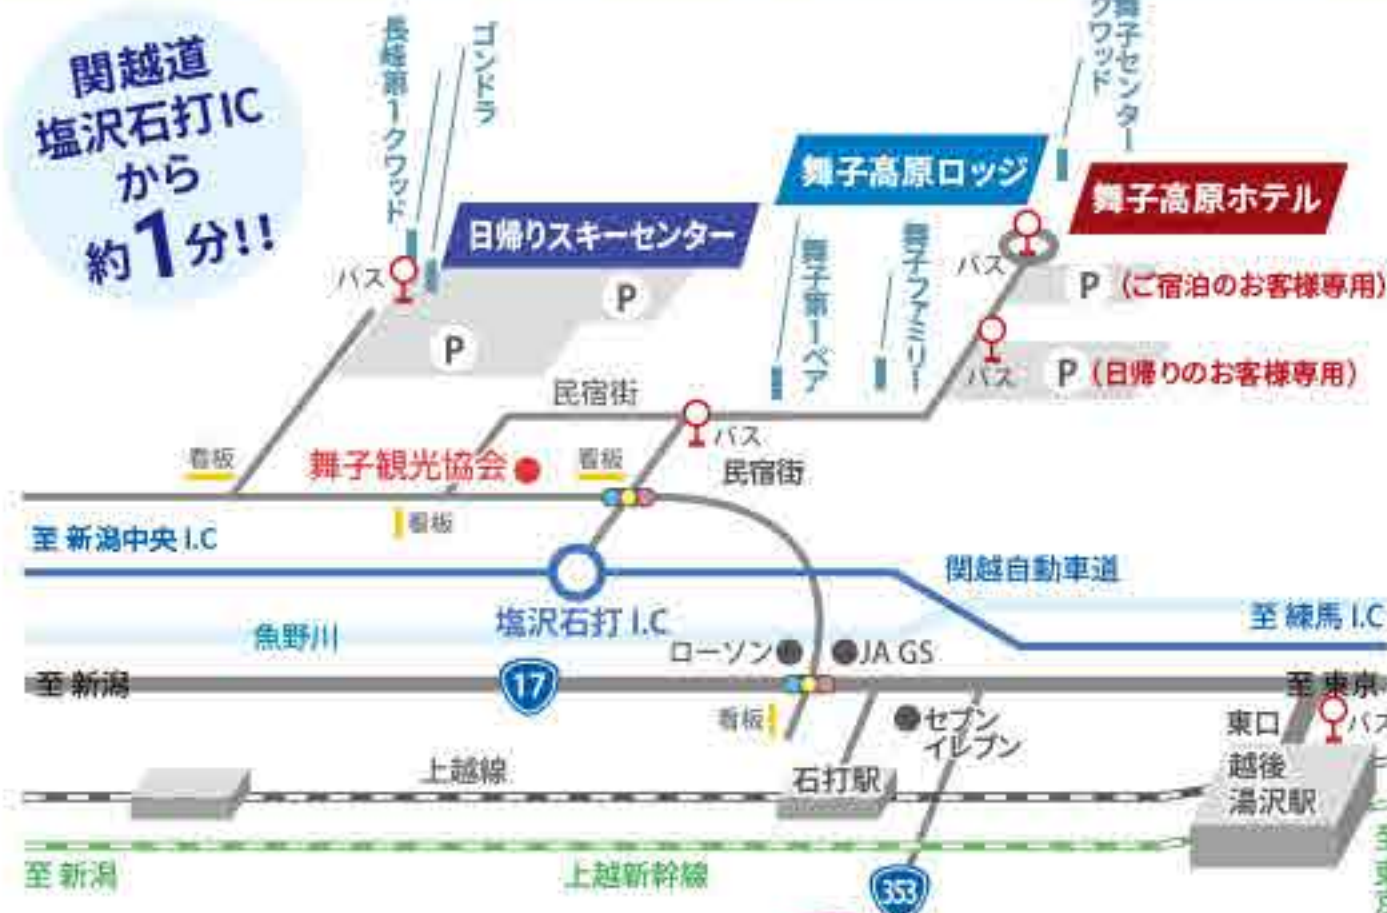 関越道
塩沢石打IC
から
約1分!!
長峰第1クワッド
ゴンドラ
舞子センター
クワッド
日帰りスキーセンター
舞子高原ロッジ
舞子高原ホテル
バス
P
P
舞子第1ペア
舞子ファミリー
バス
P (ご宿泊のお客様専用)
バス
P (日帰りのお客様専用)
民宿街
バス
民宿街
看板
舞子観光協会
看板
看板
至 新潟中央 I.C
関越自動車道
塩沢石打 I.C
至 練馬 I.C
魚野川
ローソン
JA GS
至 新潟
17
至 東京
看板
セブン
イレブン
東口
バス
上越線
石打駅
越後
湯沢駅
至 新潟
上越新幹線
353
至
東
京